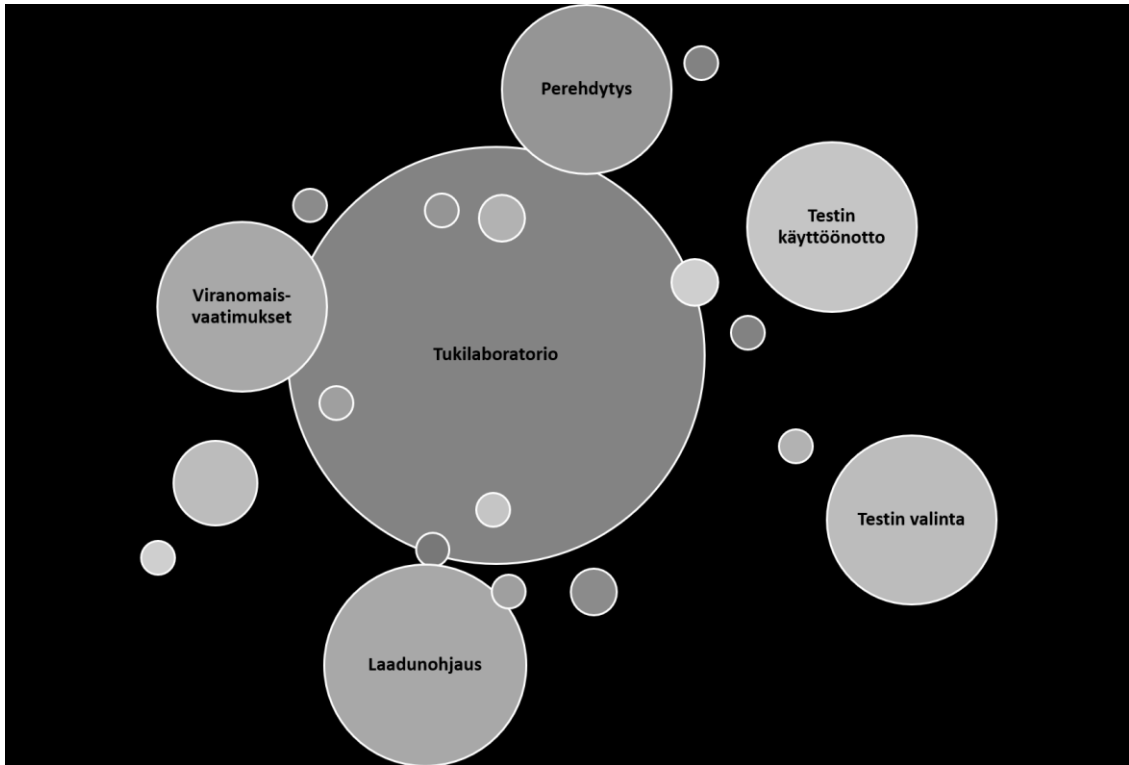 Perehdytys
Testin
käyttöönotto
Viranomais-
vaatimukset
Tukilaboratorio
Testin valinta
Laadunohjaus